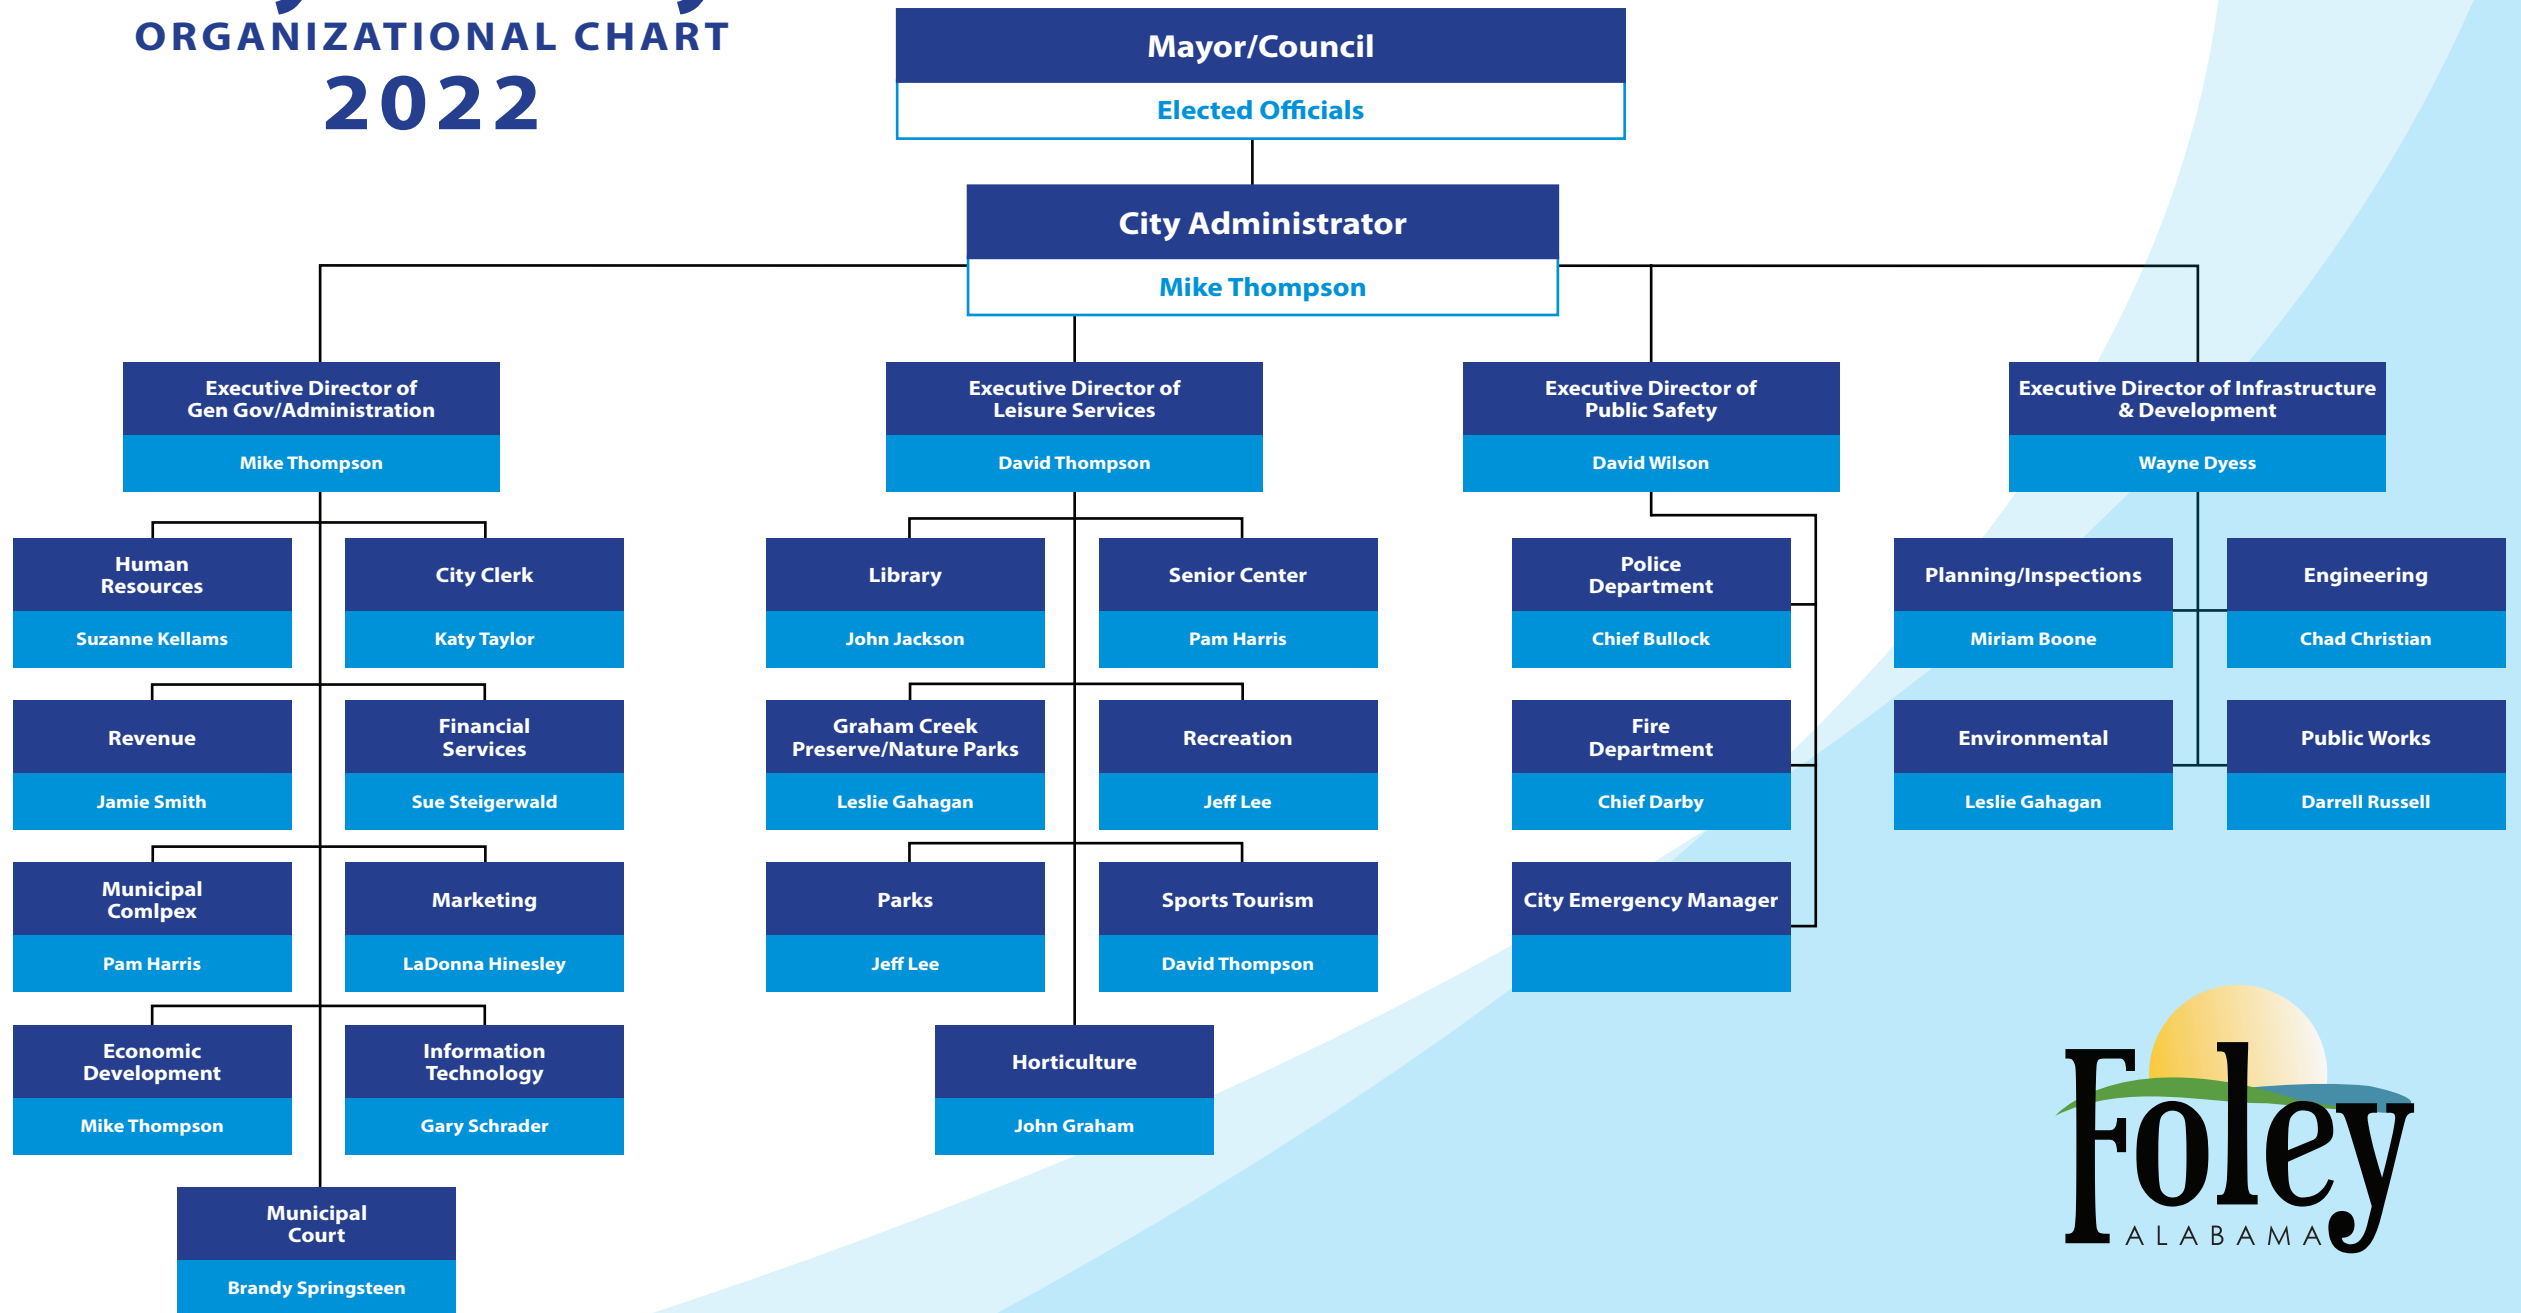 ORGANIZATIONAL CHART
2022
Mayor/Council
Elected Officials
City Administrator
Mike Thompson
Executive Director of
Gen Gov/Administration
Mike Thompson
Executive Director of
Leisure Services
David Thompson
Executive Director of
Public Safety
David Wilson
Executive Director of Infrastructure
& Development
Wayne Dyess
Human
Resources
Suzanne Kellams
City Clerk
Katy Taylor
Revenue
Jamie Smith
Financial
Services
Sue Steigerwald
Municipal
Comlpex
Pam Harris
Marketing
LaDonna Hinesley
Economic
Development
Mike Thompson
Information
Technology
Gary Schrader
Municipal
Court
Brandy Springsteen
Library
John Jackson
Senior Center
Pam Harris
Graham Creek
Preserve/Nature Parks
Leslie Gahagan
Recreation
Jeff Lee
Parks
Jeff Lee
Sports Tourism
David Thompson
Horticulture
John Graham
Police
Department
Chief Bullock
Fire
Department
Chief Darby
City Emergency Manager
Planning/Inspections
Miriam Boone
Engineering
Chad Christian
Environmental
Leslie Gahagan
Public Works
Darrell Russell
Foley
ALABAMA